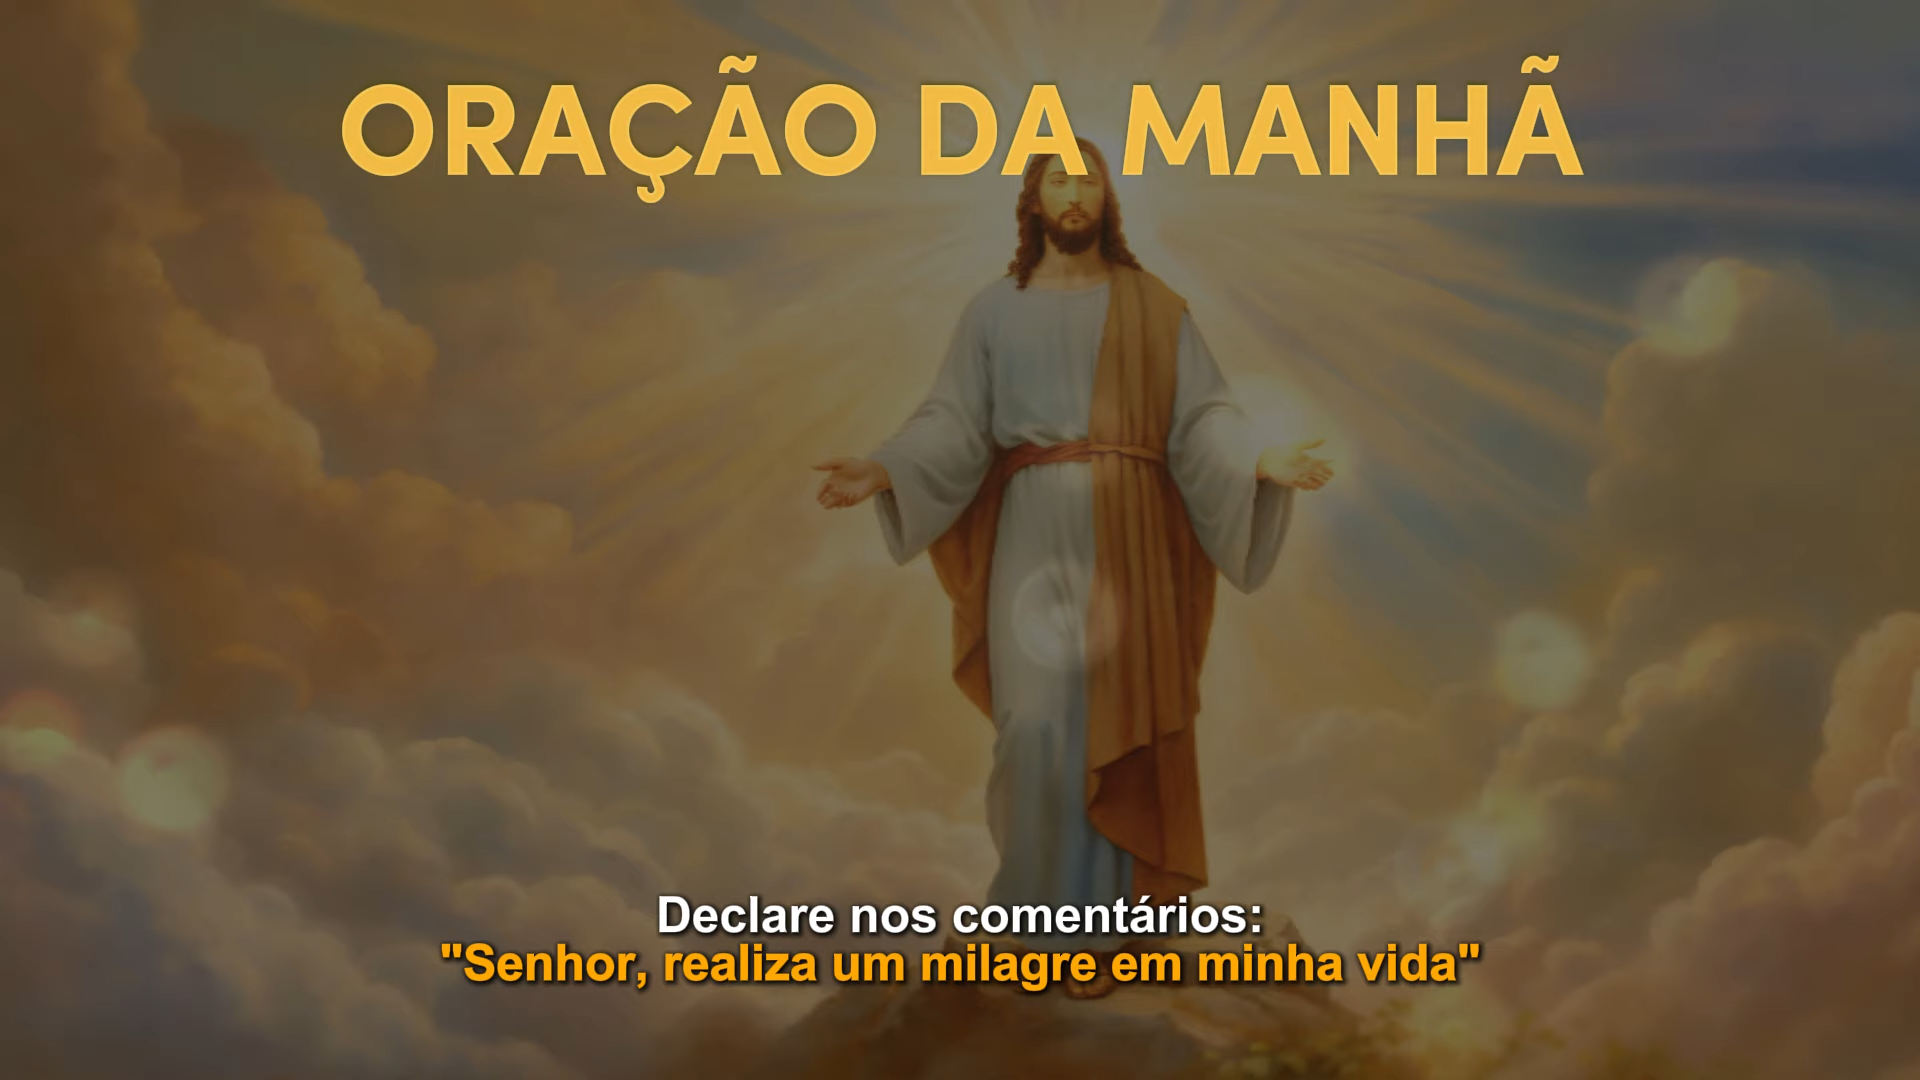 ORAÇÃO DA MANHÃ
Declare nos comentários:
"Senhor, realiza um milagre em minha vida"